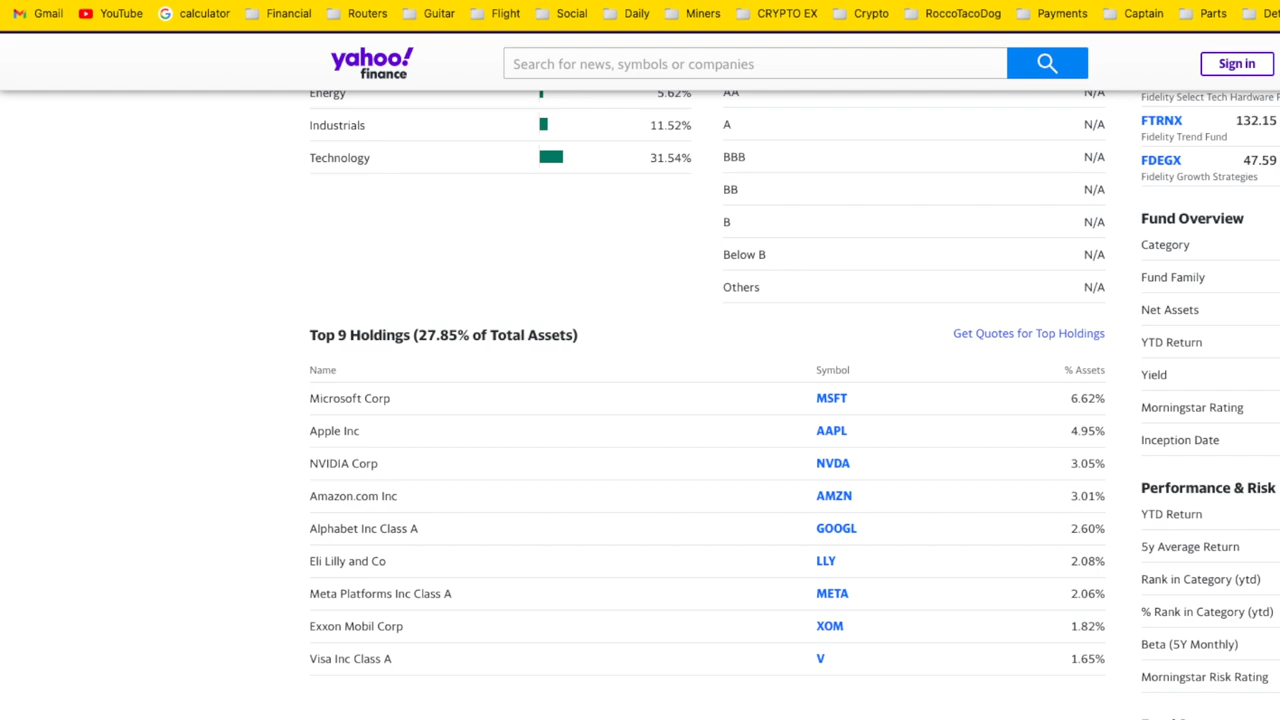 Gmail YouTube calculator Financial Routers Guitar Flight Social Daily Miners CRYPTO EX Crypto RoccoTacoDog Payments Captain Parts
yahoo!
finance
Search for news, symbols or companies
Sign in
Energy 5.62%
Industrials 11.52%
Technology 31.54%
AA N/A
A N/A
BBB N/A
BB N/A
B N/A
Below B N/A
Others N/A
Top 9 Holdings (27.85% of Total Assets)
Get Quotes for Top Holdings
Name Symbol % Assets
Microsoft Corp MSFT 6.62%
Apple Inc AAPL 4.95%
NVIDIA Corp NVDA 3.05%
Amazon.com Inc AMZN 3.01%
Alphabet Inc Class A GOOGL 2.60%
Eli Lilly and Co LLY 2.08%
Meta Platforms Inc Class A META 2.06%
Exxon Mobil Corp XOM 1.82%
Visa Inc Class A V 1.65%
Fidelity Select Tech Hardware
FTRNX 132.15
Fidelity Trend Fund
FDEGX 47.59
Fidelity Growth Strategies
Fund Overview
Category
Fund Family
Net Assets
YTD Return
Yield
Morningstar Rating
Inception Date
Performance & Risk
YTD Return
5y Average Return
Rank in Category (ytd)
% Rank in Category (ytd)
Beta (5Y Monthly)
Morningstar Risk Rating